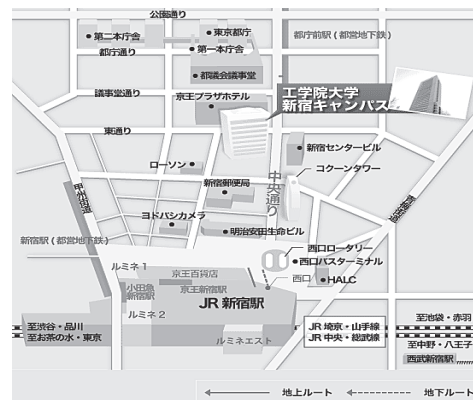 公園通り
東京都庁
第二本庁舎
都庁前駅(都営地下鉄)
第一本庁舎
都庁通り
都議会議事堂
工学院大学
新宿キャンパス
議事堂通り
京王プラザホテル
東通り
新宿センタービル
ローソン
コクーンタワー
中央通り
新宿郵便局
甲州街道
青梅街道
ヨドバシカメラ
明治安田生命ビル
新宿駅(都営地下鉄)
西口ロータリー
西口バスターミナル
ルミネ 1
京王百貨店
西口
HALC
小田急
新宿駅
京王新宿駅
JR 新宿駅
ルミネ 2
至池袋・赤羽
至渋谷・品川
至お茶の水・東京
JR 埼京・山手線
JR 中央・総武線
ルミネエスト
至中野・八王子
西武新宿駅
地上ルート
地下ルート